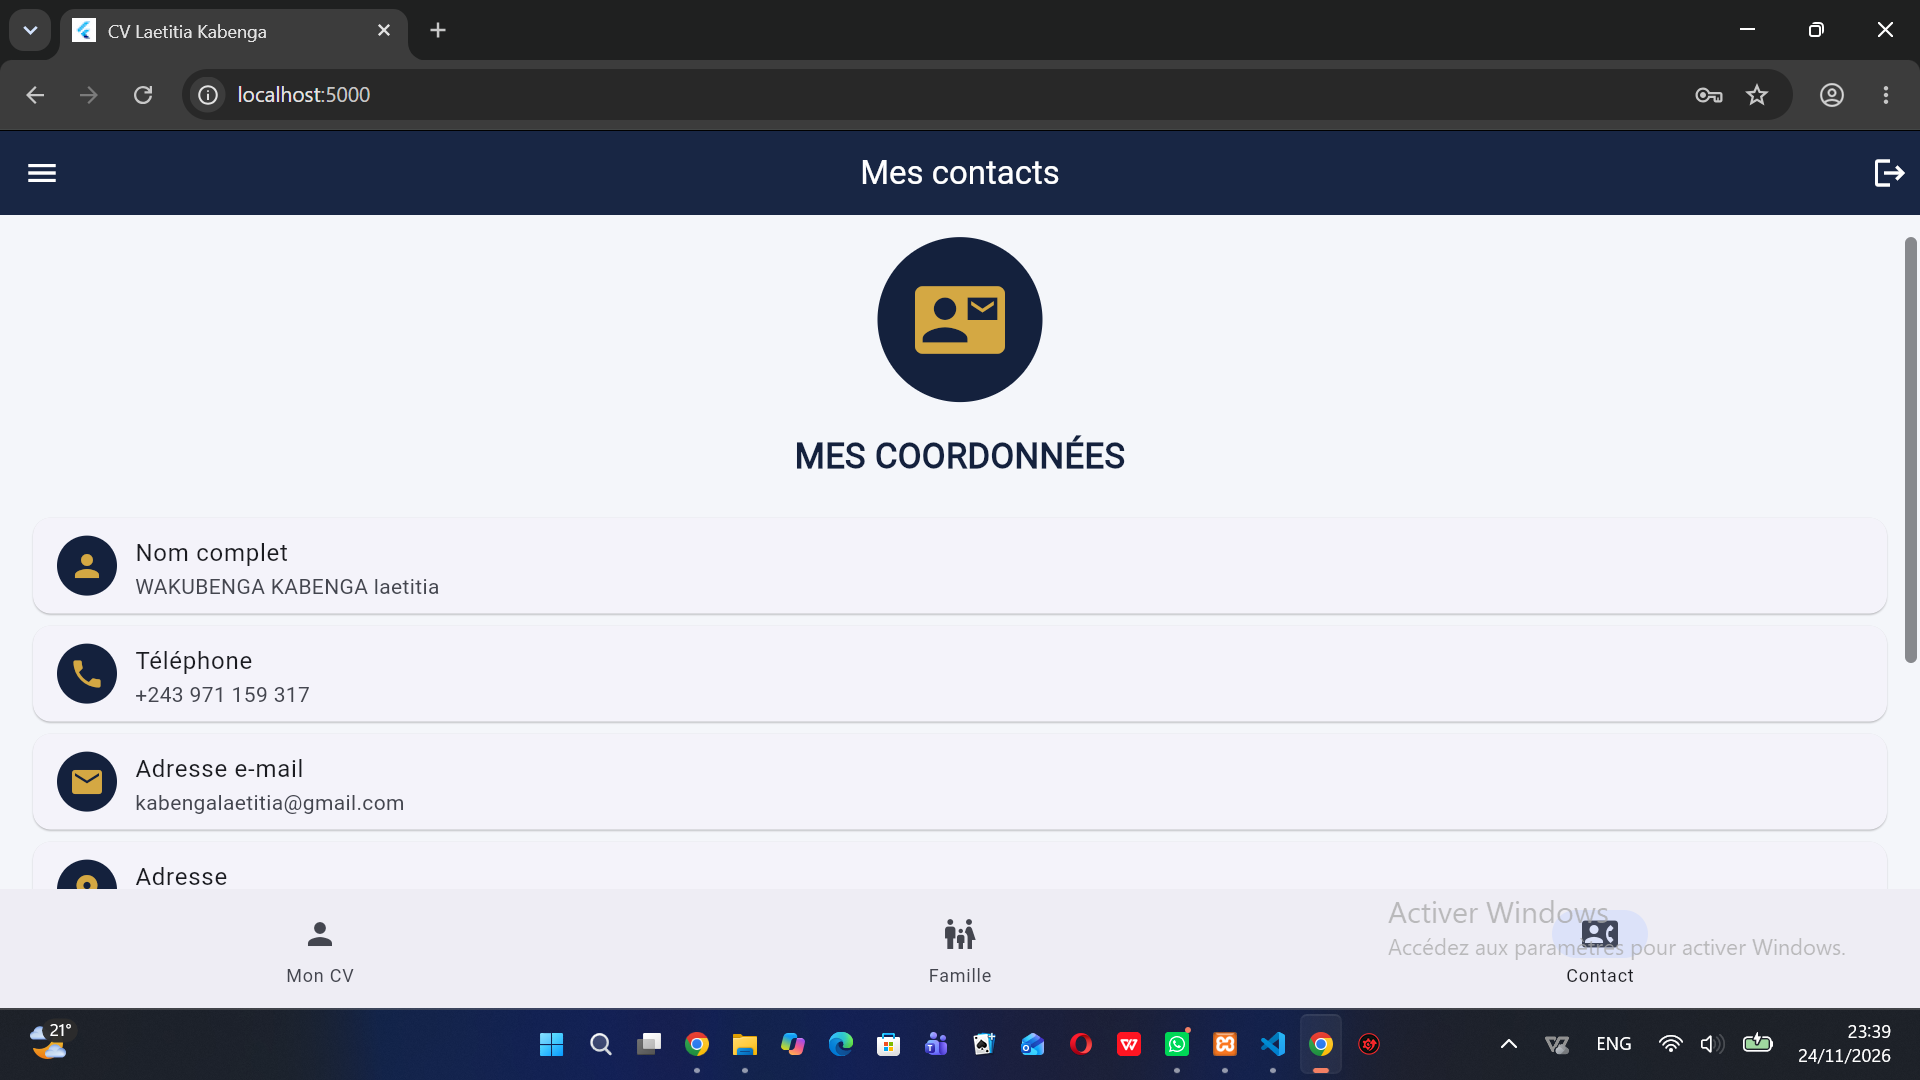 CV Laetitia Kabenga
localhost:5000
Mes contacts
MES COORDONNÉES
Nom complet
WAKUBENGA KABENGA laetitia
Téléphone
+243 971 159 317
Adresse e-mail
kabengalaetitia@gmail.com
Adresse
Mon CV
Famille
Contact
Activer Windows
Accédez aux paramètres pour activer Windows.
21°
ENG
23:39
24/11/2026